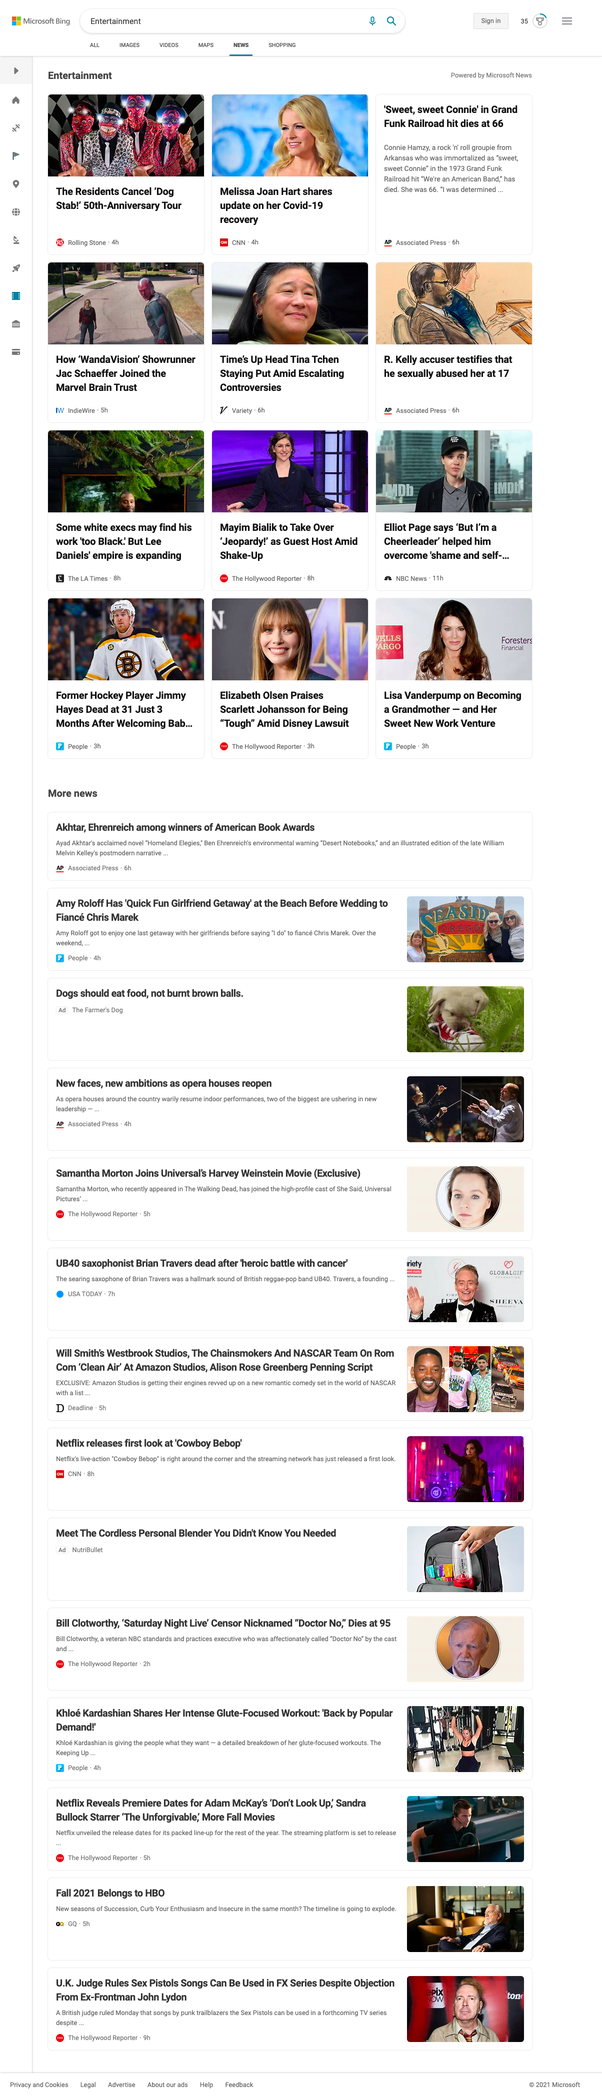 Microsoft Bing
Entertainment
Sign in
35
ALL IMAGES VIDEOS MAPS NEWS SHOPPING
Entertainment
Powered by Microsoft News
The Residents Cancel ‘Dog
Stab!’ 50th-Anniversary Tour
Rolling Stone · 4h
Melissa Joan Hart shares
update on her Covid-19
recovery
CNN · 4h
'Sweet, sweet Connie' in Grand
Funk Railroad hit dies at 66
Connie Hamzy, a rock 'n' roll groupie from
Arkansas who was immortalized as “sweet,
sweet Connie” in the 1973 Grand Funk
Railroad hit “We're an American Band,” has
died. She was 66. “I was determined ...
AP Associated Press · 6h
How ‘WandaVision’ Showrunner
Jac Schaeffer Joined the
Marvel Brain Trust
IW IndieWire · 5h
Time’s Up Head Tina Tchen
Staying Put Amid Escalating
Controversies
V Variety · 6h
R. Kelly accuser testifies that
he sexually abused her at 17
AP Associated Press · 6h
Some white execs may find his
work 'too Black.' But Lee
Daniels' empire is expanding
The LA Times · 8h
Mayim Bialik to Take Over
‘Jeopardy!’ as Guest Host Amid
Shake-Up
The Hollywood Reporter · 8h
IMDb
IMDb
Elliot Page says ‘But I’m a
Cheerleader’ helped him
overcome 'shame and self-...
NBC News · 11h
B
Former Hockey Player Jimmy
Hayes Dead at 31 Just 3
Months After Welcoming Bab...
People · 3h
N.
Elizabeth Olsen Praises
Scarlett Johansson for Being
“Tough” Amid Disney Lawsuit
The Hollywood Reporter · 3h
WELLS
FARGO
Foresters
Financial
Lisa Vanderpump on Becoming
a Grandmother — and Her
Sweet New Work Venture
People · 3h
More news
Akhtar, Ehrenreich among winners of American Book Awards
Ayad Akhtar's acclaimed novel “Homeland Elegies,” Ben Ehrenreich's environmental warning “Desert Notebooks,” and an illustrated edition of the late William
Melvin Kelley's postmodern narrative ...
AP Associated Press · 6h
Amy Roloff Has 'Quick Fun Girlfriend Getaway' at the Beach Before Wedding to
Fiancé Chris Marek
Amy Roloff got to enjoy one last getaway with her girlfriends before saying "I do" to fiancé Chris Marek. Over the
weekend, ...
People · 4h
SEASIDE
OREGON
Dogs should eat food, not burnt brown balls.
Ad The Farmer's Dog
New faces, new ambitions as opera houses reopen
As opera houses around the country warily resume indoor performances, two of the biggest are ushering in new
leadership — ...
AP Associated Press · 4h
Samantha Morton Joins Universal’s Harvey Weinstein Movie (Exclusive)
Samantha Morton, who recently appeared in The Walking Dead, has joined the high-profile cast of She Said, Universal
Pictures’ ...
The Hollywood Reporter · 5h
UB40 saxophonist Brian Travers dead after 'heroic battle with cancer'
The searing saxophone of Brian Travers was a hallmark sound of British reggae-pop band UB40. Travers, a founding ...
USA TODAY · 7h
riety
GLOBALGIF
SHEEVA
Will Smith’s Westbrook Studios, The Chainsmokers And NASCAR Team On Rom
Com ‘Clean Air’ At Amazon Studios, Alison Rose Greenberg Penning Script
EXCLUSIVE: Amazon Studios is getting their engines revved up on a new romantic comedy set in the world of NASCAR
with a list ...
D Deadline · 5h
Netflix releases first look at 'Cowboy Bebop'
Netflix's live-action "Cowboy Bebop" is right around the corner and the streaming network has just released a first look.
CNN · 8h
Meet The Cordless Personal Blender You Didn't Know You Needed
Ad NutriBullet
Bill Clotworthy, ‘Saturday Night Live’ Censor Nicknamed “Doctor No,” Dies at 95
Bill Clotworthy, a veteran NBC standards and practices executive who was affectionately called “Doctor No” by the cast
and ...
The Hollywood Reporter · 2h
Khloé Kardashian Shares Her Intense Glute-Focused Workout: 'Back by Popular
Demand!'
Khloé Kardashian is giving the people what they want — a detailed breakdown of her glute-focused workouts. The
Keeping Up ...
People · 4h
Netflix Reveals Premiere Dates for Adam McKay’s ‘Don’t Look Up,’ Sandra
Bullock Starrer ‘The Unforgivable,’ More Fall Movies
Netflix unveiled the release dates for its packed line-up for the rest of the year. The streaming platform is set to release
...
The Hollywood Reporter · 5h
Fall 2021 Belongs to HBO
New seasons of Succession, Curb Your Enthusiasm and Insecure in the same month? The timeline is going to explode.
GQ GQ · 5h
U.K. Judge Rules Sex Pistols Songs Can Be Used in FX Series Despite Objection
From Ex-Frontman John Lydon
A British judge ruled Monday that songs by punk trailblazers the Sex Pistols can be used in a forthcoming TV series
despite ...
The Hollywood Reporter · 9h
epix
Privacy and Cookies Legal Advertise About our ads Help Feedback
© 2021 Microsoft